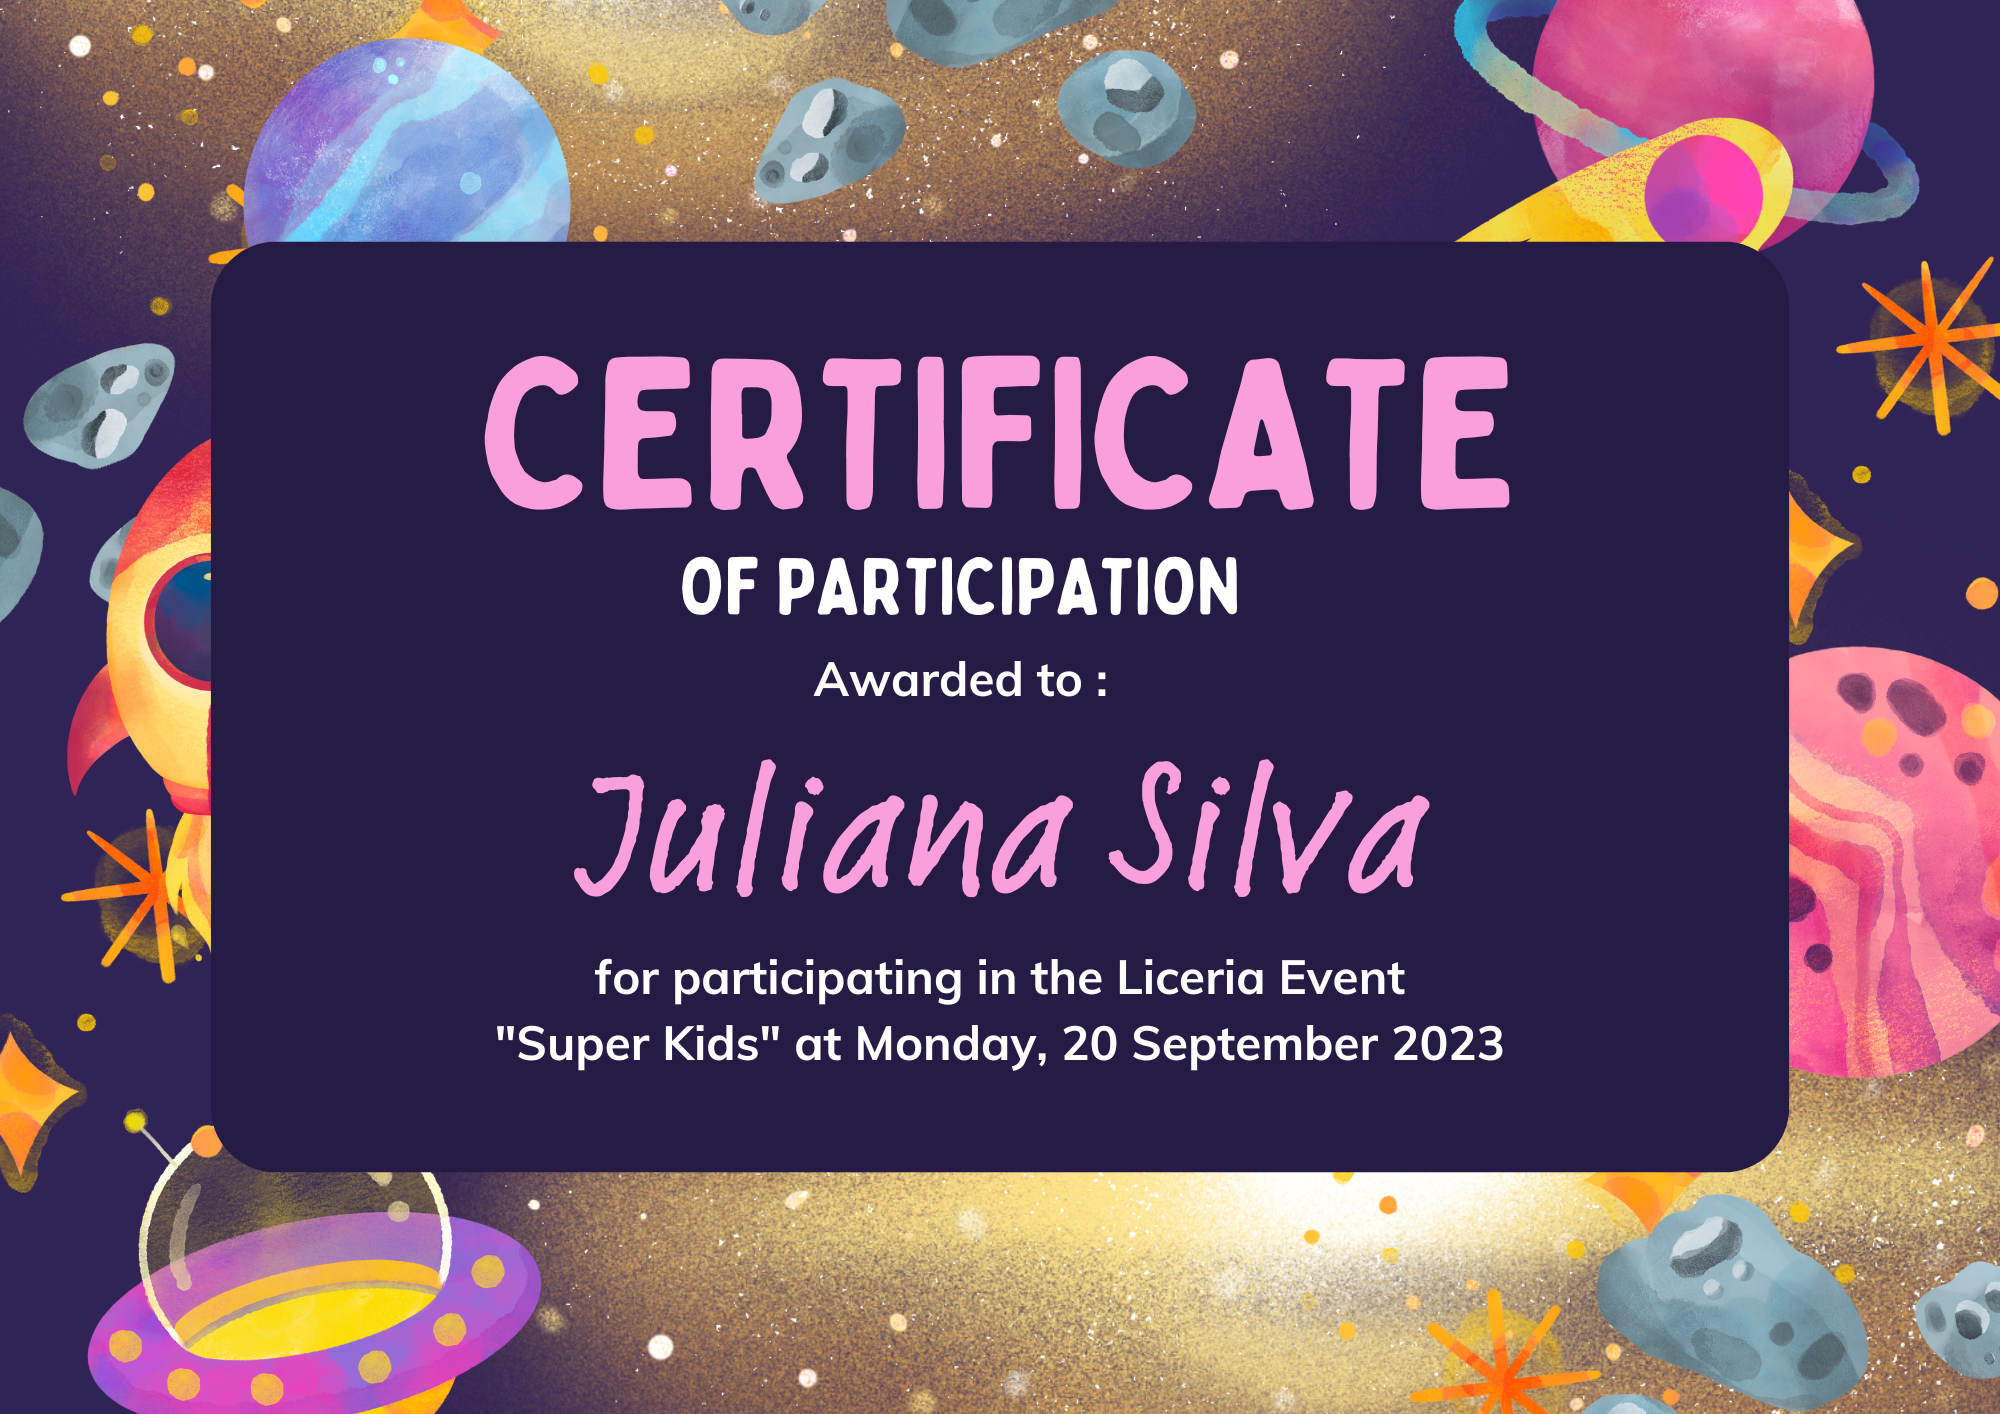 CERTIFICATE
OF PARTICIPATION
Awarded to :
Juliana Silva
for participating in the Liceria Event
"Super Kids" at Monday, 20 September 2023